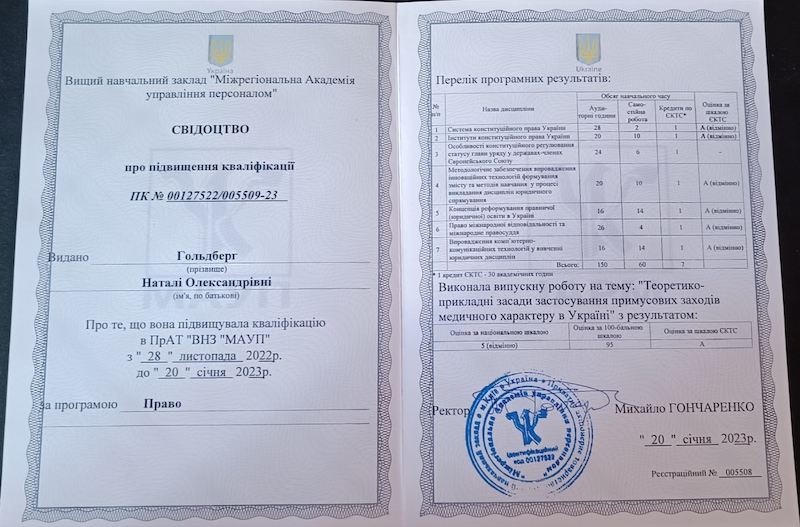 Україна
Вищий навчальний заклад "Міжрегіональна Академія
управління персоналом"
СВІДОЦТВО
про підвищення кваліфікації
ПК № 00127522/005509-23
Видано Гольдберг
(прізвище)
Наталі Олександрівні
(ім'я, по батькові)
МАУП
Про те, що вона підвищувала кваліфікацію
в ПрАТ "ВНЗ "МАУП"
з "28" листопада 2022р.
до "20" січня 2023р.
за програмою Право
Ukraine
Перелік програмних результатів:
№ п/п Назва дисципліни Обсяг навчального часу Оцінка за шкалою ЄКТС
Ауди-торні години Само-стійна робота Кредити по ЄКТС*
1 Система конституційного права України 28 2 1 А (відмінно)
2 Інститути конституційного права України 20 10 1 А (відмінно)
3 Особливості конституційного регулювання
статусу глави уряду у державах-членах
Європейського Союзу 24 6 1 -
4 Методологічне забезпечення впровадження
інноваційних технологій формування
змісту та методів навчання у процесі
викладання дисциплін юридичного
спрямування 20 10 1 А (відмінно)
5 Концепція реформування правничої
(юридичної) освіти в Україні 16 14 1 А (відмінно)
6 Право міжнародної відповідальності та
міжнародне правосуддя 26 4 1 А (відмінно)
7 Впровадження комп'ютерно-
комунікаційних технологій у вивченні
юридичних дисциплін 16 14 1 А (відмінно)
Всього: 150 60 7
* 1 кредит ЄКТС - 30 академічних годин
Виконала випускну роботу на тему: "Теоретико-
прикладні засади застосування примусових заходів
медичного характеру в Україні" з результатом:
Оцінка за національною шкалою Оцінка за 100-бальною шкалою Оцінка за шкалою ЄКТС
5 (відмінно) 95 А
Ректор Михайло ГОНЧАРЕНКО
"Міжрегіональна Академія управління персоналом"
Ідентифікаційний
код 00127522
"20" січня 2023р.
Реєстраційний № 005508